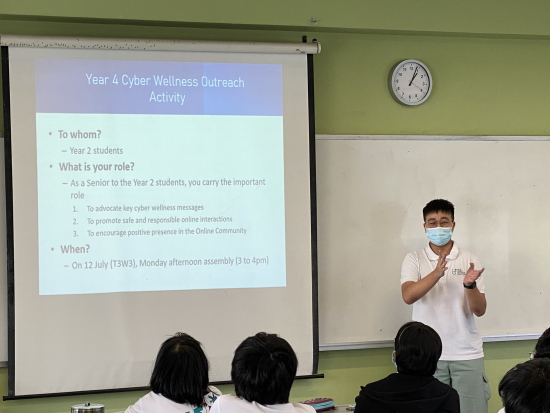 Year 4 Cyber Wellness Outreach
Activity
• To whom?
– Year 2 students
• What is your role?
– As a Senior to the Year 2 students, you carry the important
role
1. To advocate key cyber wellness messages
2. To promote safe and responsible online interactions
3. To encourage positive presence in the Online Community
• When?
– On 12 July (T3W3), Monday afternoon assembly (3 to 4pm)